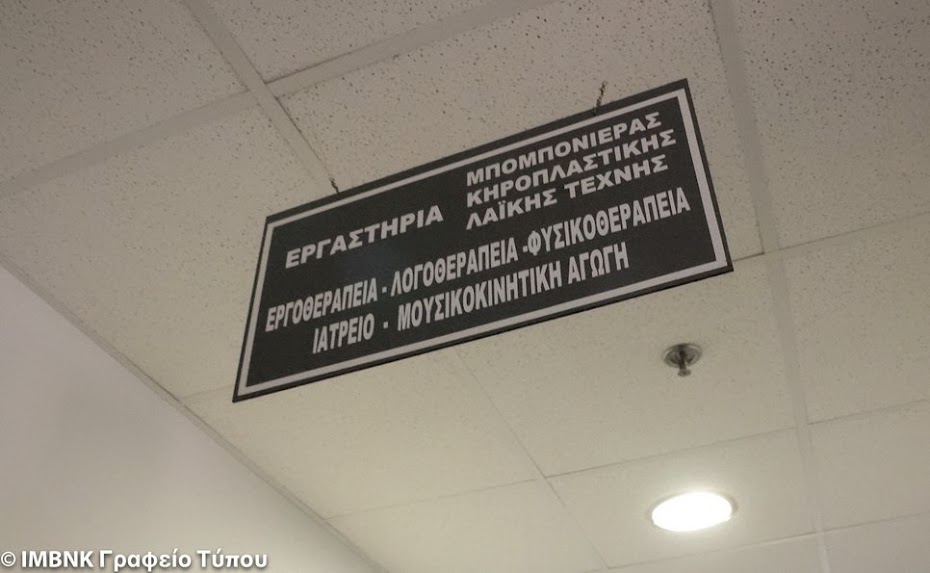 ΕΡΓΑΣΤΗΡΙΑ
ΜΠΟΜΠΟΝΙΕΡΑΣ
ΚΗΡΟΠΛΑΣΤΙΚΗΣ
ΛΑΪΚΗΣ ΤΕΧΝΗΣ
ΕΡΓΟΘΕΡΑΠΕΙΑ - ΛΟΓΟΘΕΡΑΠΕΙΑ -ΦΥΣΙΚΟΘΕΡΑΠΕΙΑ
ΙΑΤΡΕΙΟ - ΜΟΥΣΙΚΟΚΙΝΗΤΙΚΗ ΑΓΩΓΗ
© ΙΜΒΝΚ Γραφείο Τύπου